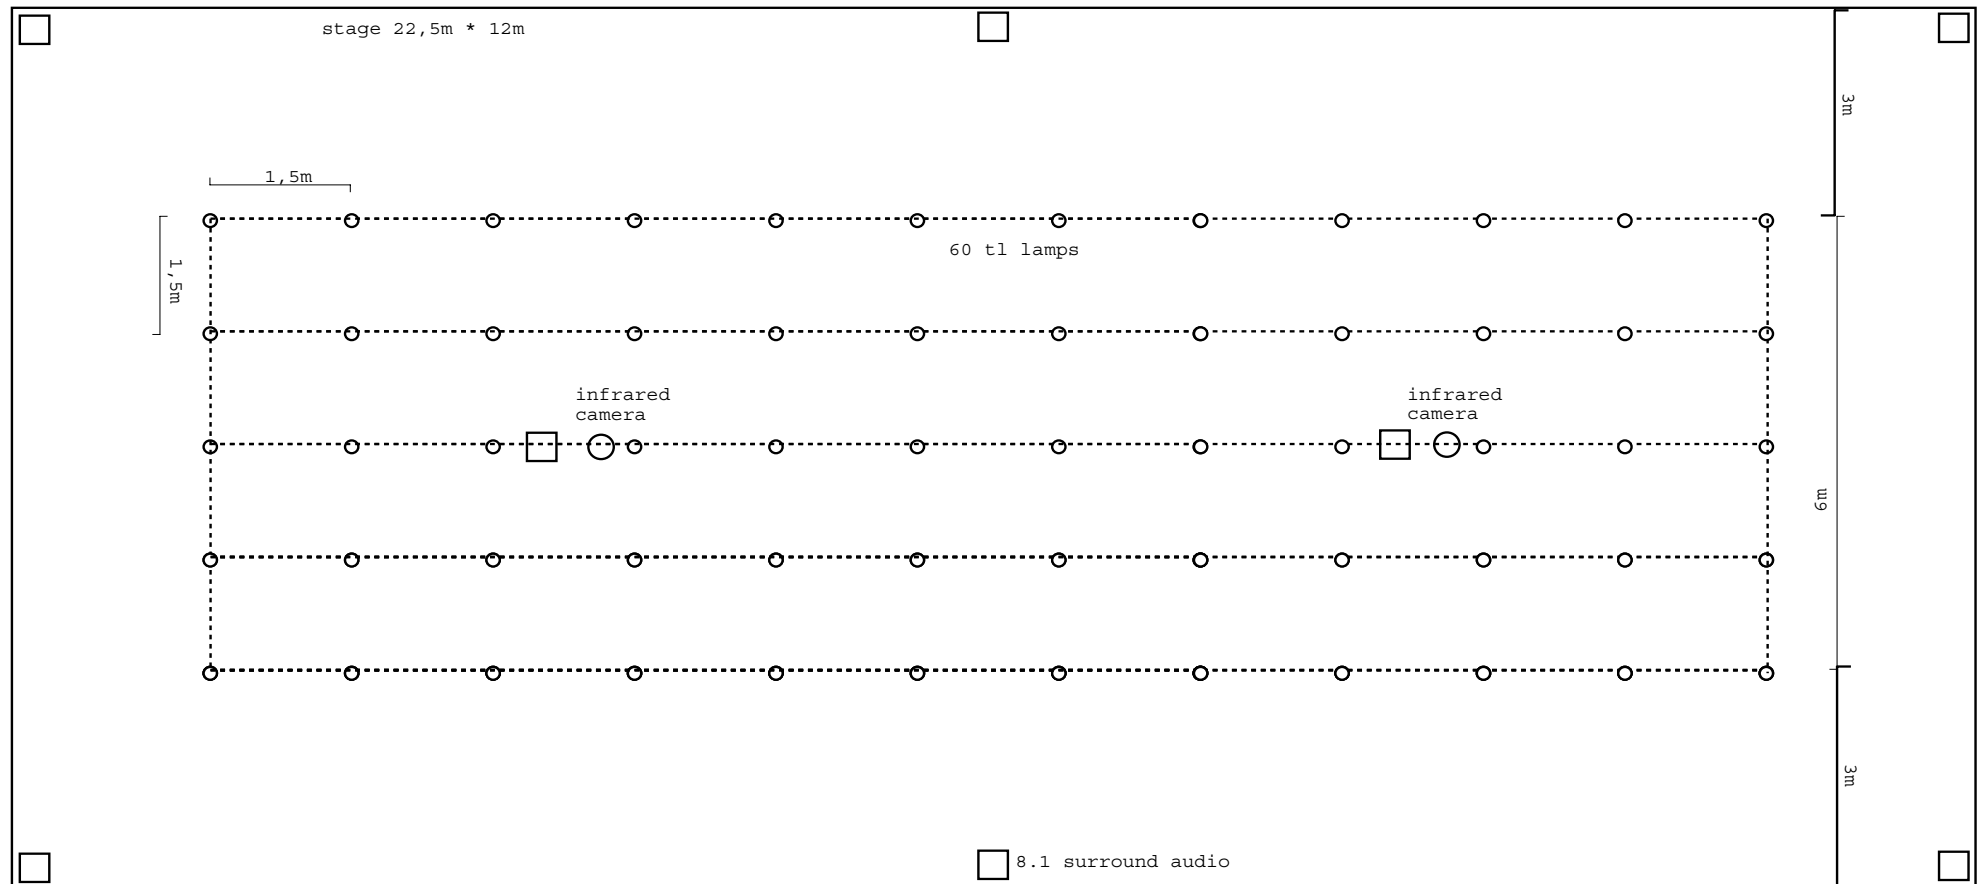 stage 22,5m * 12m
3m
1,5m
1,5m
60 tl lamps
infrared
camera
infrared
camera
6m
3m
8.1 surround audio